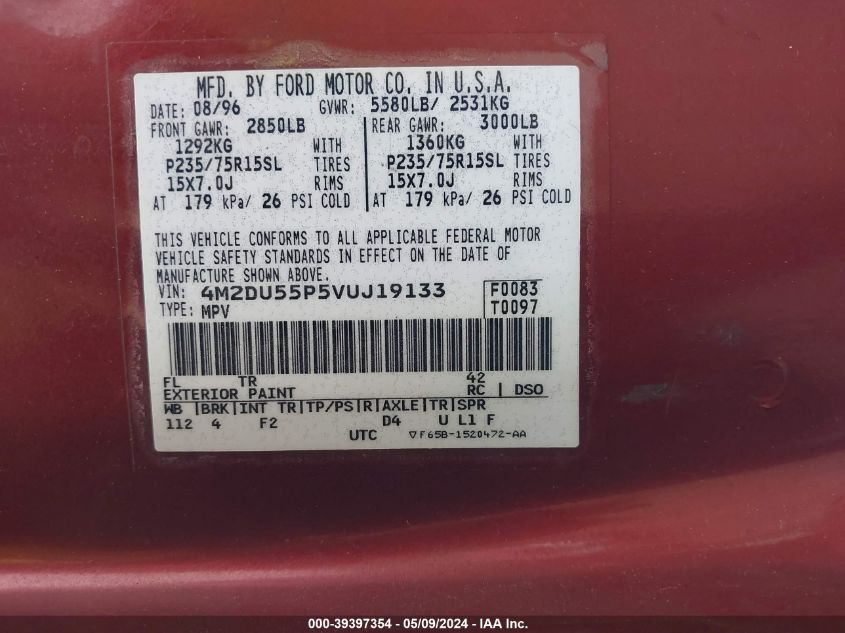 MFD. BY FORD MOTOR CO. IN U.S.A.
DATE: 08/96 GVWR: 5580LB/ 2531KG
FRONT GAWR: 2850LB REAR GAWR: 3000LB
1292KG WITH 1360KG WITH
P235/75R15SL TIRES P235/75R15SL TIRES
15X7.0J RIMS 15X7.0J RIMS
AT 179 kPa/ 26 PSI COLD AT 179 kPa/ 26 PSI COLD
THIS VEHICLE CONFORMS TO ALL APPLICABLE FEDERAL MOTOR
VEHICLE SAFETY STANDARDS IN EFFECT ON THE DATE OF
MANUFACTURE SHOWN ABOVE.
VIN: 4M2DU55P5VUJ19133 F0083
TYPE: MPV T0097
FL TR 42
EXTERIOR PAINT RC | DSO
WB |BRK|INT TR|TP/PS|R|AXLE|TR|SPR
112 4 F2 D4 U L1 F
UTC ▽F65B-1520472-AA
000-39397354 / 05/09/2024 - IAA Inc.